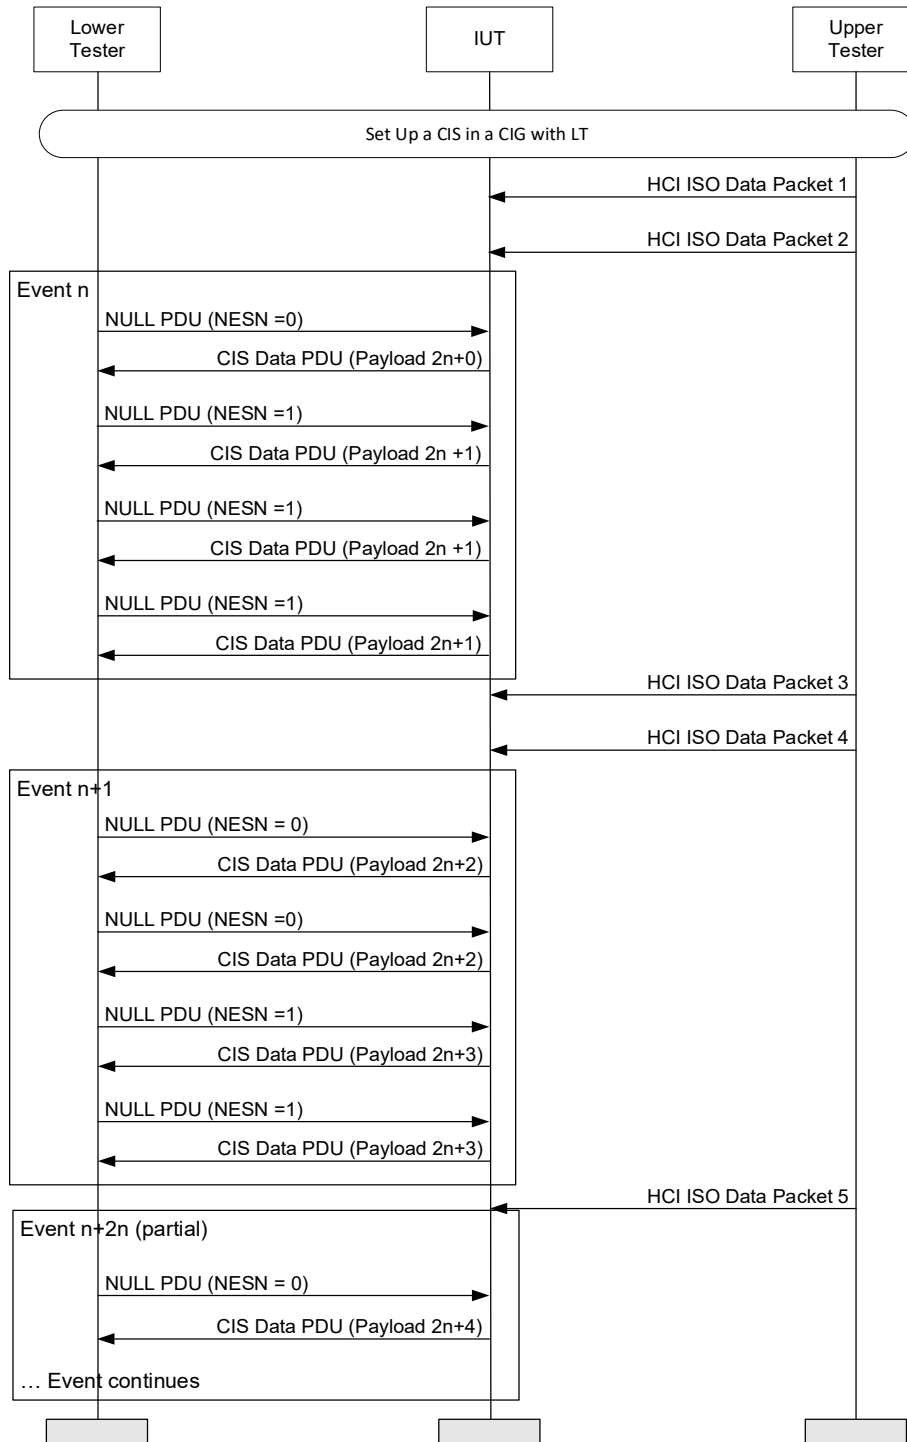 Lower
Tester
IUT
Upper
Tester
Set Up a CIS in a CIG with LT
HCI ISO Data Packet 1
HCI ISO Data Packet 2
Event n
NULL PDU (NESN =0)
CIS Data PDU (Payload 2n+0)
NULL PDU (NESN =1)
CIS Data PDU (Payload 2n +1)
NULL PDU (NESN =1)
CIS Data PDU (Payload 2n +1)
NULL PDU (NESN =1)
CIS Data PDU (Payload 2n+1)
HCI ISO Data Packet 3
HCI ISO Data Packet 4
Event n+1
NULL PDU (NESN = 0)
CIS Data PDU (Payload 2n+2)
NULL PDU (NESN =0)
CIS Data PDU (Payload 2n+2)
NULL PDU (NESN =1)
CIS Data PDU (Payload 2n+3)
NULL PDU (NESN =1)
CIS Data PDU (Payload 2n+3)
HCI ISO Data Packet 5
Event n+2n (partial)
NULL PDU (NESN = 0)
CIS Data PDU (Payload 2n+4)
… Event continues